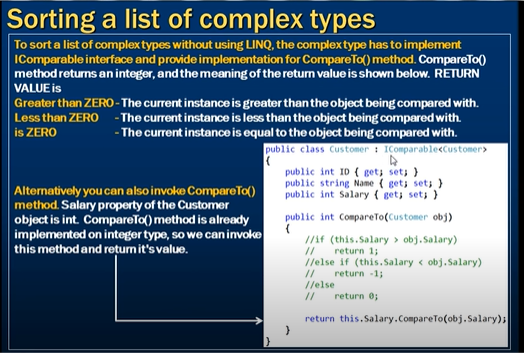 Sorting a list of complex types
To sort a list of complex types without using LINQ, the complex type has to implement
IComparable interface and provide implementation for CompareTo() method. CompareTo()
method returns an integer, and the meaning of the return value is shown below. RETURN
VALUE is
Greater than ZERO - The current instance is greater than the object being compared with.
Less than ZERO - The current instance is less than the object being compared with.
is ZERO - The current instance is equal to the object being compared with.
Alternatively you can also invoke CompareTo()
method. Salary property of the Customer
object is int. CompareTo() method is already
implemented on integer type, so we can invoke
this method and return it's value.
public class Customer : IComparable<Customer>
{
public int ID { get; set; }
public string Name { get; set; }
public int Salary { get; set; }
public int CompareTo(Customer obj)
{
//if (this.Salary > obj.Salary)
// return 1;
//else if (this.Salary < obj.Salary)
// return -1;
//else
// return 0;
return this.Salary.CompareTo(obj.Salary);
}
}